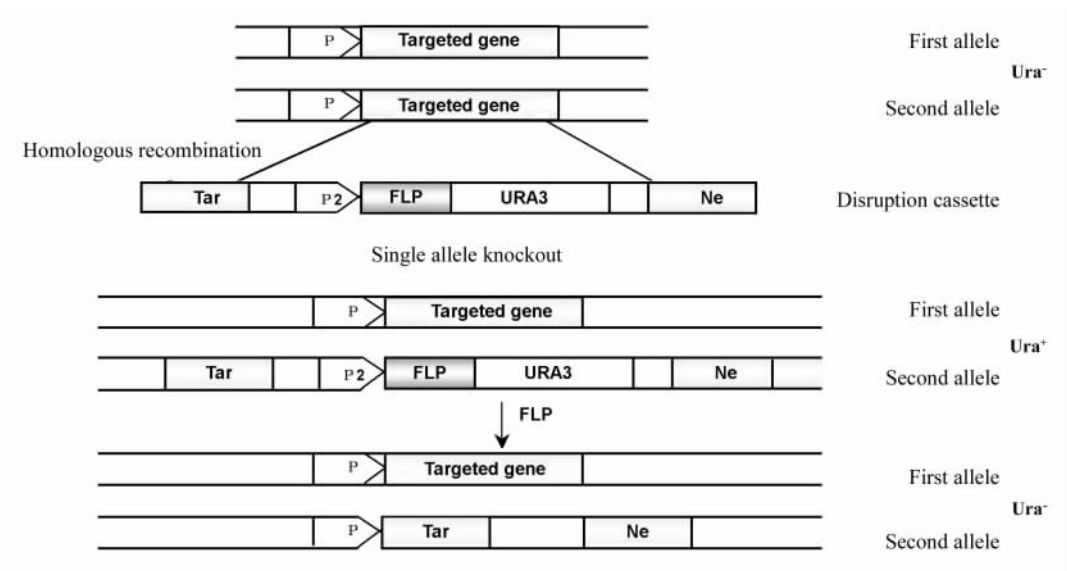 P Targeted gene First allele
Ura⁻
P Targeted gene Second allele
Homologous recombination
Tar P2 FLP URA3 Ne Disruption cassette
Single allele knockout
P Targeted gene First allele
Ura⁺
Tar P2 FLP URA3 Ne Second allele
FLP
P Targeted gene First allele
Ura⁻
P Tar Ne Second allele